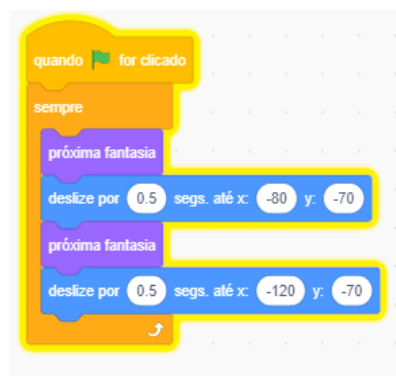 quando for clicado
sempre
próxima fantasia
deslize por 0.5 segs. até x: -80 y: -70
próxima fantasia
deslize por 0.5 segs. até x: -120 y: -70